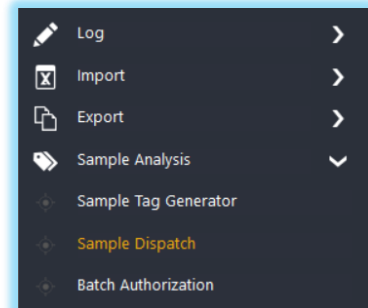 Log
Import
Export
Sample Analysis
Sample Tag Generator
Sample Dispatch
Batch Authorization